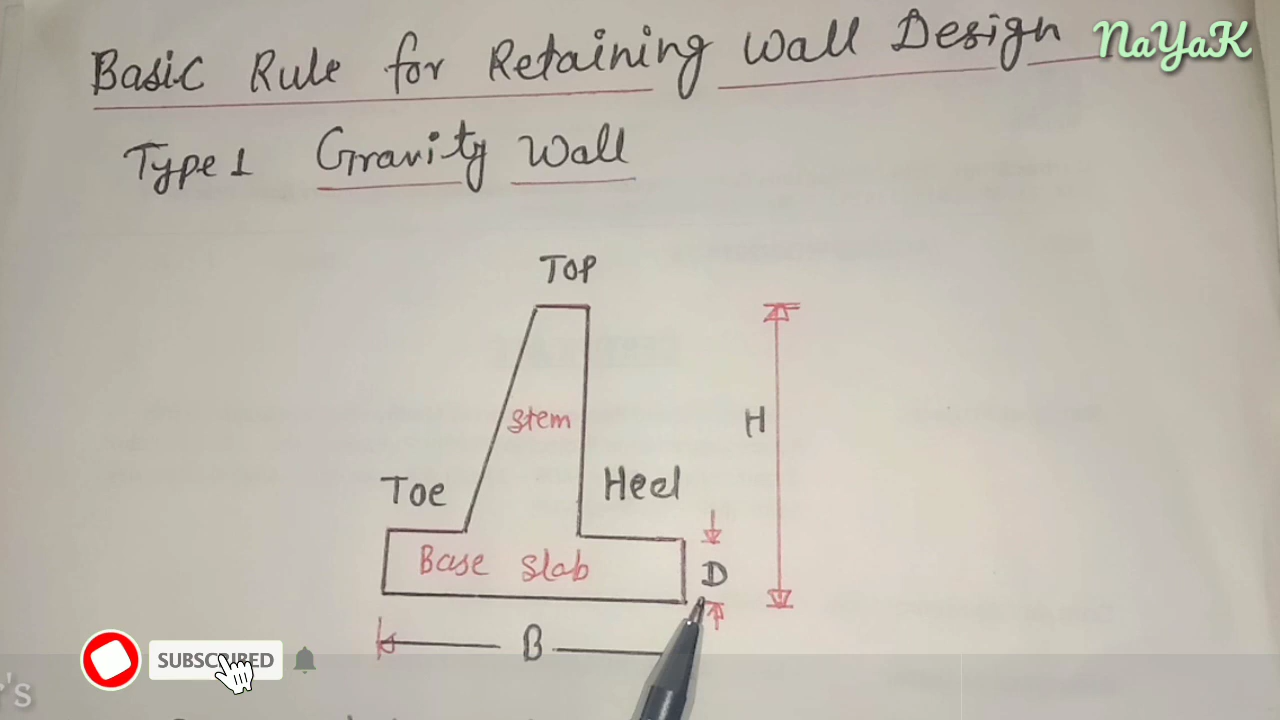 Basic Rule for Retaining Wall Design
NaYaK
Type 1 Gravity Wall
TOP
Stem
H
Toe
Heel
Base slab
D
B
SUBSCRIBED